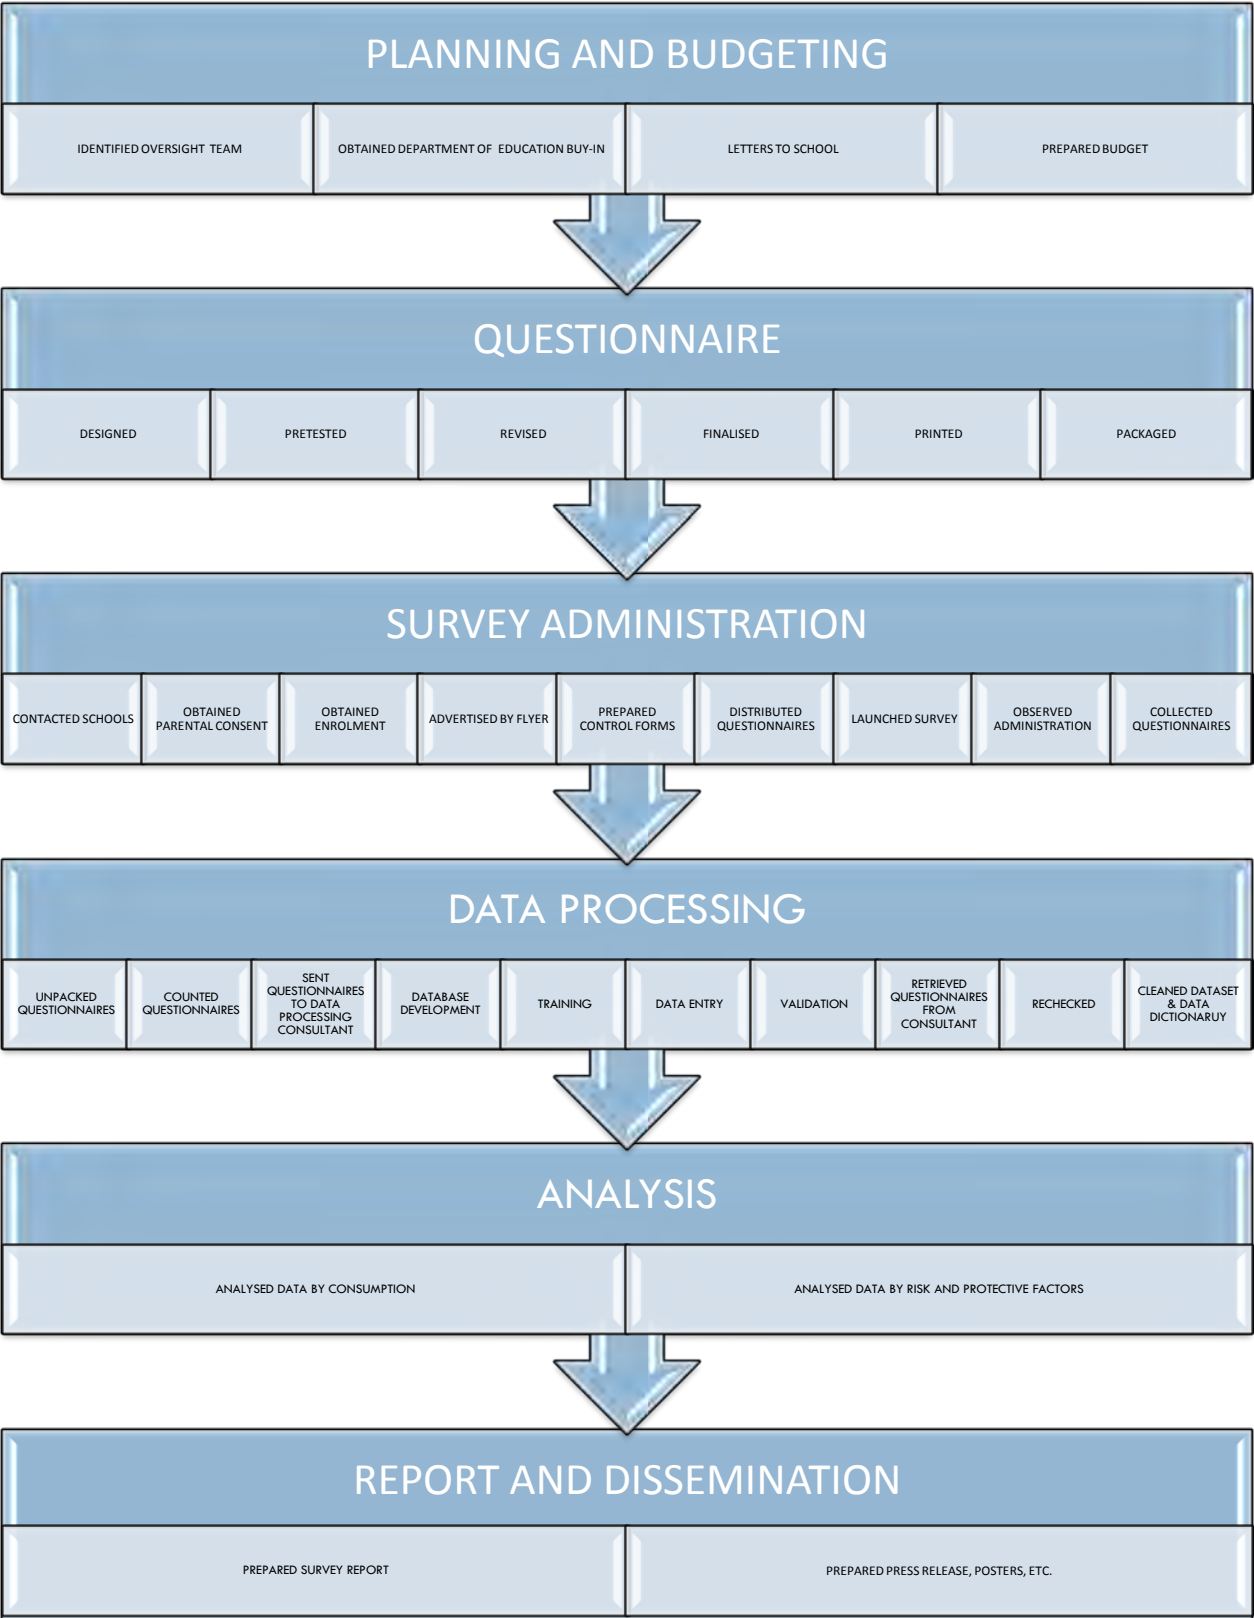 PLANNING AND BUDGETING
IDENTIFIED OVERSIGHT TEAM
OBTAINED DEPARTMENT OF EDUCATION BUY-IN
LETTERS TO SCHOOL
PREPARED BUDGET
QUESTIONNAIRE
DESIGNED
PRETESTED
REVISED
FINALISED
PRINTED
PACKAGED
SURVEY ADMINISTRATION
CONTACTED SCHOOLS
OBTAINED
PARENTAL CONSENT
OBTAINED
ENROLMENT
ADVERTISED BY FLYER
PREPARED
CONTROL FORMS
DISTRIBUTED
QUESTIONNAIRES
LAUNCHED SURVEY
OBSERVED
ADMINISTRATION
COLLECTED
QUESTIONNAIRES
DATA PROCESSING
UNPACKED
QUESTIONNAIRES
COUNTED
QUESTIONNAIRES
SENT
QUESTIONNAIRES
TO DATA
PROCESSING
CONSULTANT
DATABASE
DEVELOPMENT
TRAINING
DATA ENTRY
VALIDATION
RETRIEVED
QUESTIONNAIRES
FROM
CONSULTANT
RECHECKED
CLEANED DATASET
& DATA
DICTIONARUY
ANALYSIS
ANALYSED DATA BY CONSUMPTION
ANALYSED DATA BY RISK AND PROTECTIVE FACTORS
REPORT AND DISSEMINATION
PREPARED SURVEY REPORT
PREPARED PRESS RELEASE, POSTERS, ETC.